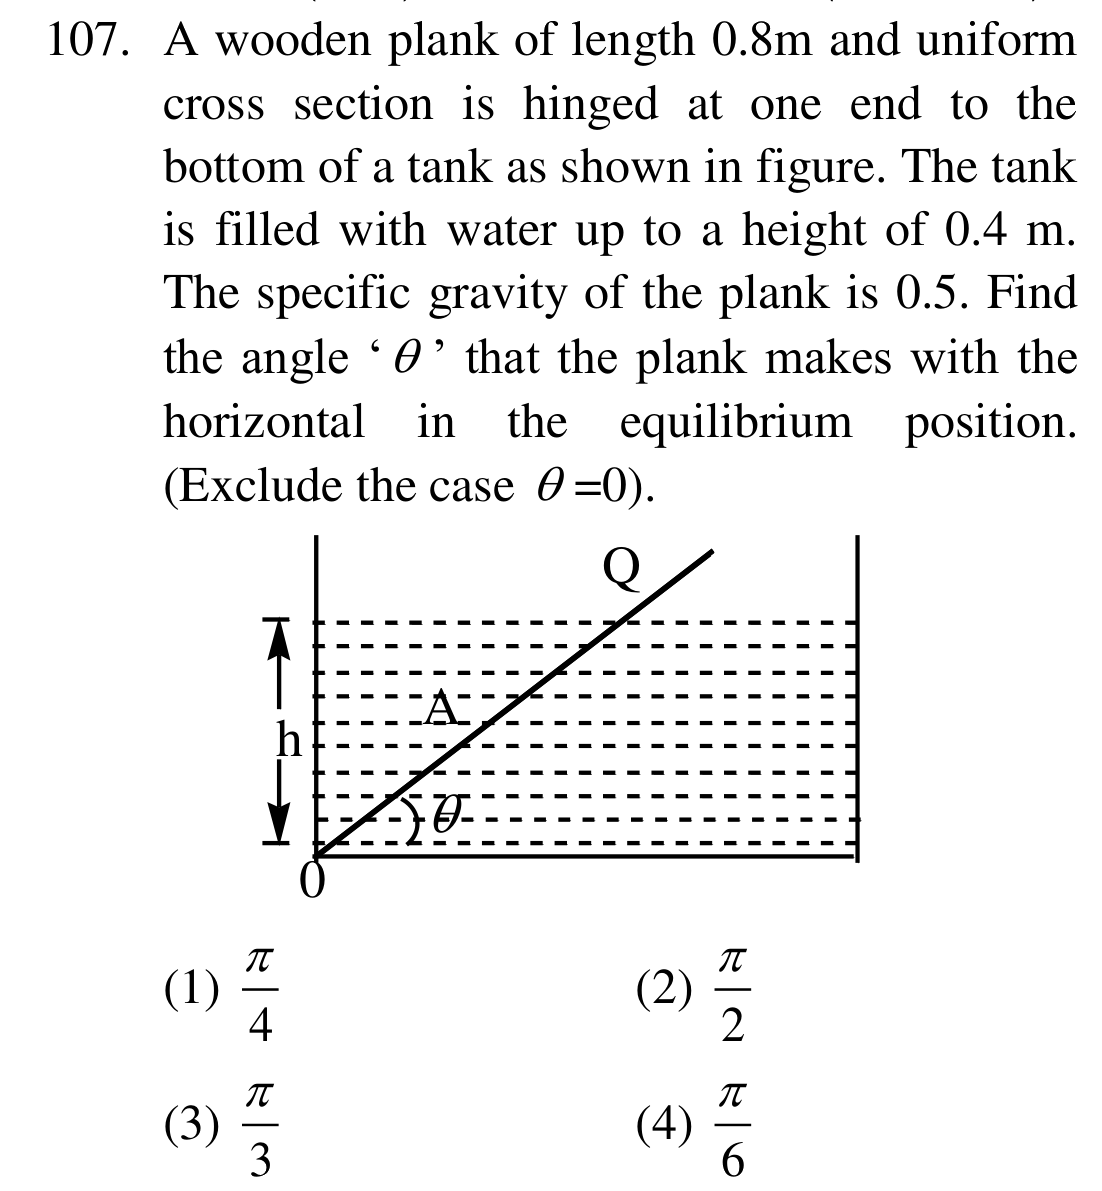 107. A wooden plank of length 0.8m and uniform
cross section is hinged at one end to the
bottom of a tank as shown in figure. The tank
is filled with water up to a height of 0.4 m.
The specific gravity of the plank is 0.5. Find
the angle ‘θ’ that the plank makes with the
horizontal in the equilibrium position.
(Exclude the case θ=0).
Q
A
h
θ
0
(1) π/4 (2) π/2
(3) π/3 (4) π/6